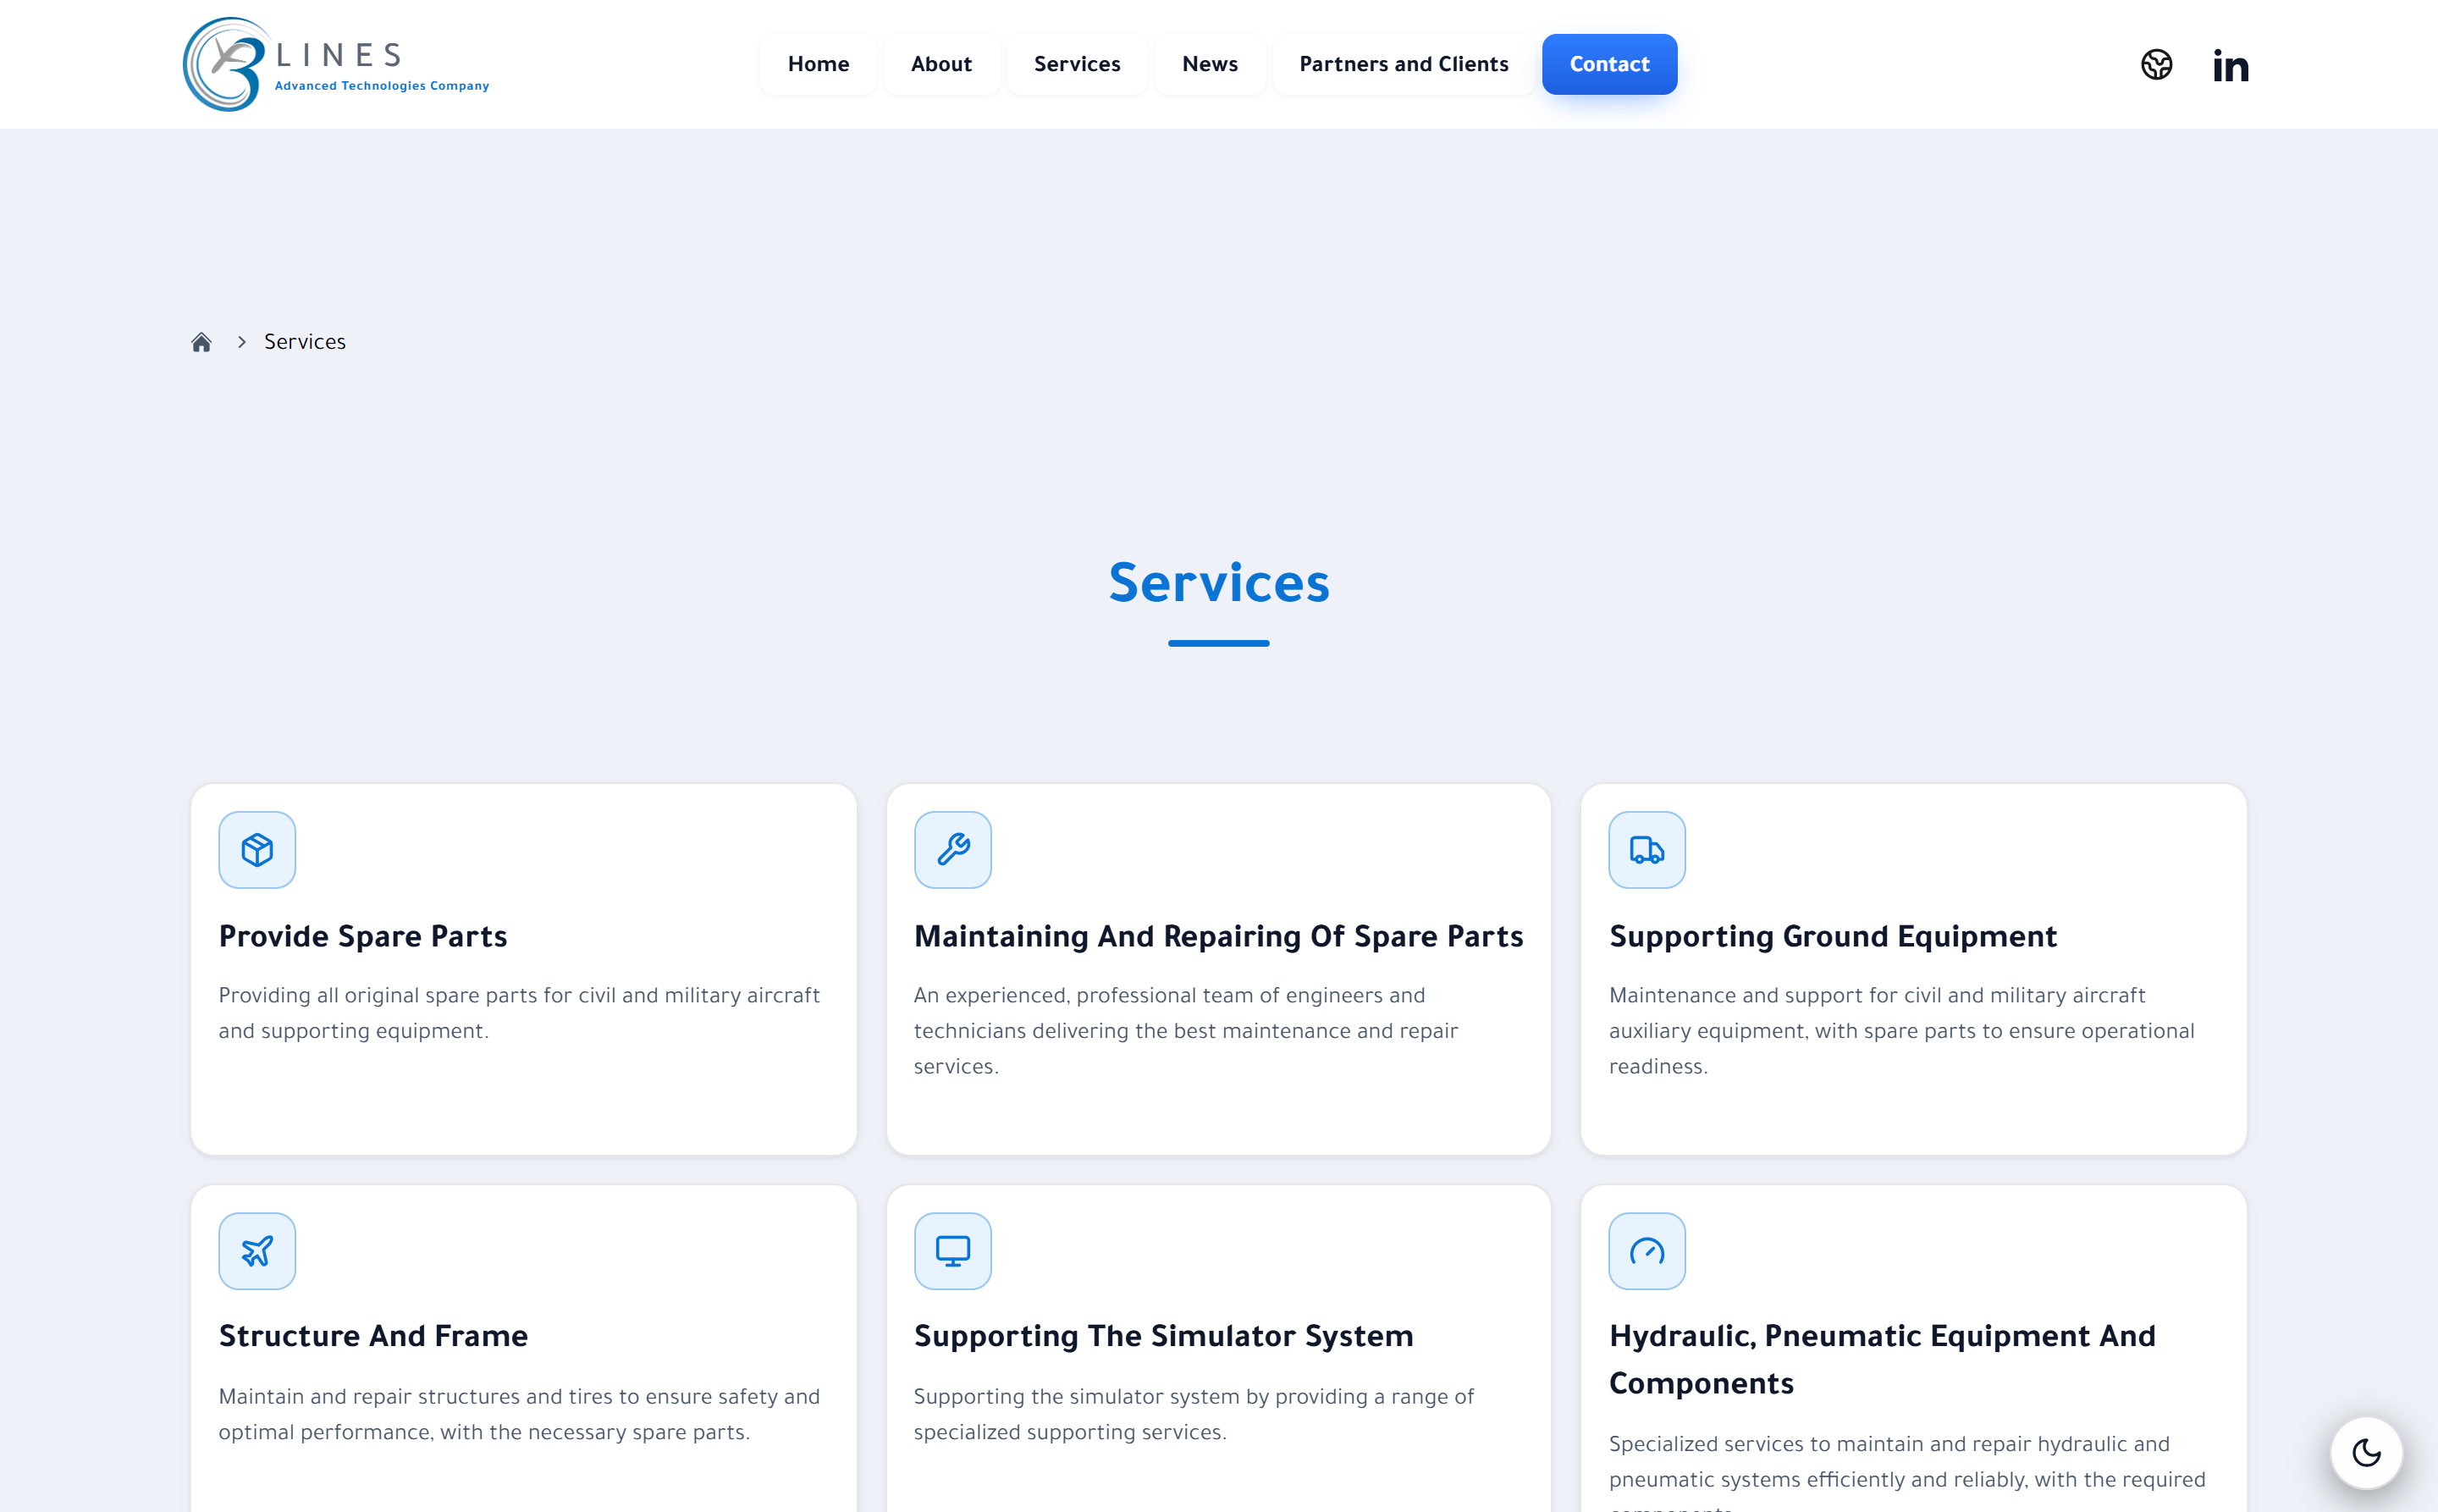 3 LINES
Advanced Technologies Company
Home
About
Services
News
Partners and Clients
Contact
in
Services
Services
Provide Spare Parts
Providing all original spare parts for civil and military aircraft
and supporting equipment.
Maintaining And Repairing Of Spare Parts
An experienced, professional team of engineers and
technicians delivering the best maintenance and repair
services.
Supporting Ground Equipment
Maintenance and support for civil and military aircraft
auxiliary equipment, with spare parts to ensure operational
readiness.
Structure And Frame
Maintain and repair structures and tires to ensure safety and
optimal performance, with the necessary spare parts.
Supporting The Simulator System
Supporting the simulator system by providing a range of
specialized supporting services.
Hydraulic, Pneumatic Equipment And
Components
Specialized services to maintain and repair hydraulic and
pneumatic systems efficiently and reliably, with the required